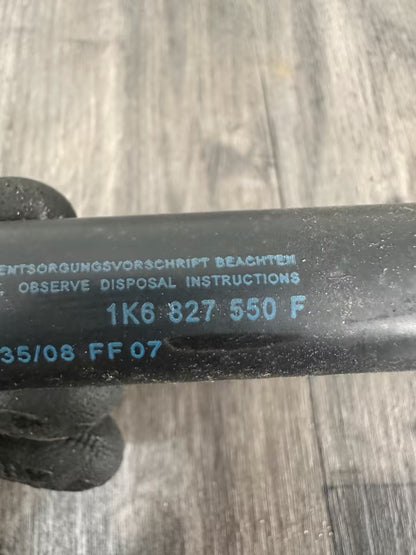 ENTSORGUNGSVORSCHRIFT BEACHTEN
OBSERVE DISPOSAL INSTRUCTIONS
1K6 827 550 F
35/08 FF 07